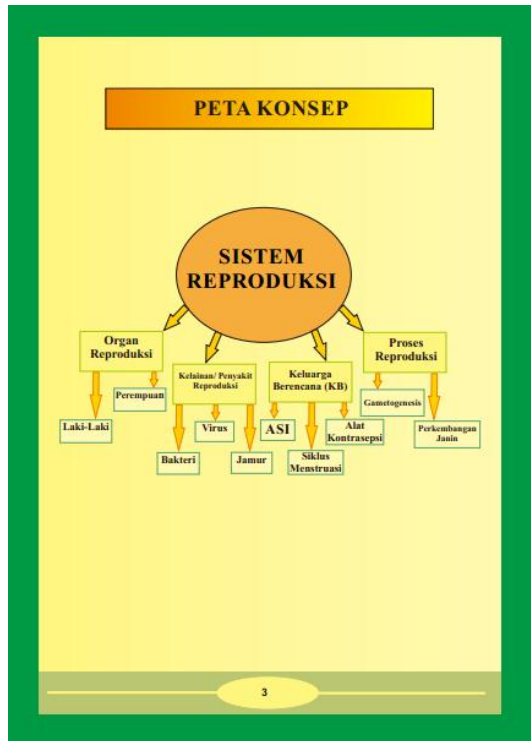 PETA KONSEP
SISTEM
REPRODUKSI
Organ
Reproduksi
Laki-Laki
Perempuan
Kelainan/ Penyakit
Reproduksi
Bakteri
Virus
Jamur
Keluarga
Berencana (KB)
ASI
Siklus
Menstruasi
Alat
Kontrasepsi
Proses
Reproduksi
Gametogenesis
Perkembangan
Janin
3